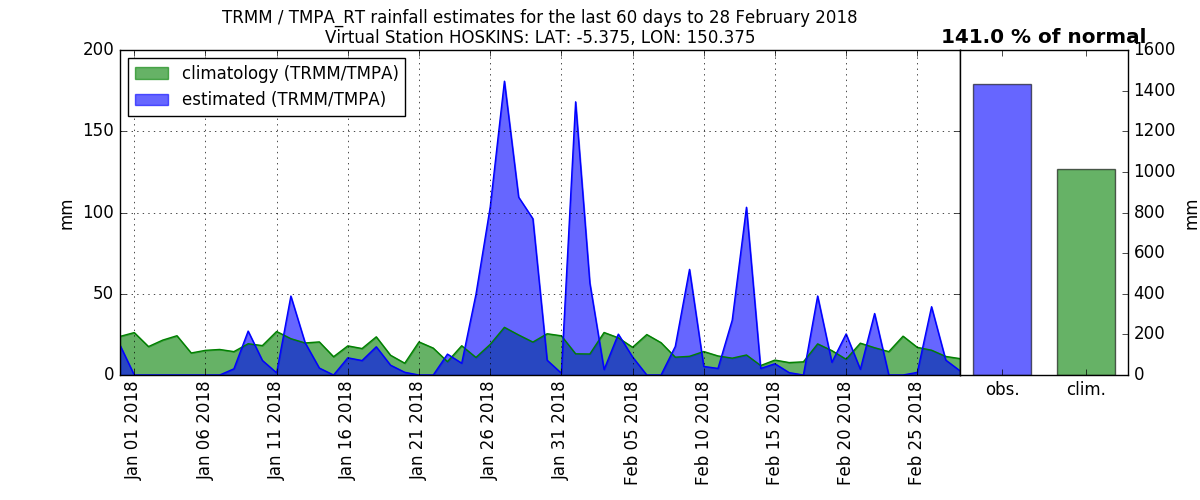 TRMM / TMPA_RT rainfall estimates for the last 60 days to 28 February 2018
Virtual Station HOSKINS: LAT: -5.375, LON: 150.375
141.0 % of normal
climatology (TRMM/TMPA)
estimated (TRMM/TMPA)
200
150
100
50
0
mm
1600
1400
1200
1000
800
600
400
200
0
mm
Jan 01 2018
Jan 06 2018
Jan 11 2018
Jan 16 2018
Jan 21 2018
Jan 26 2018
Jan 31 2018
Feb 05 2018
Feb 10 2018
Feb 15 2018
Feb 20 2018
Feb 25 2018
obs.
clim.